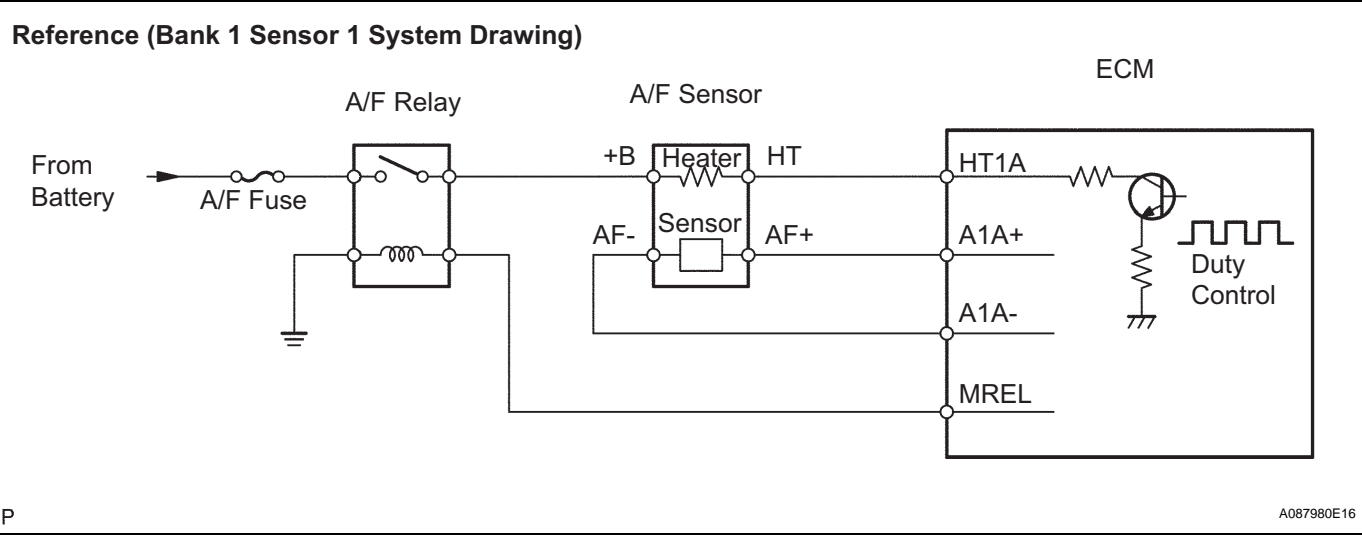 Reference (Bank 1 Sensor 1 System Drawing)
ECM
A/F Relay
A/F Sensor
From
Battery
A/F Fuse
+B
Heater
HT
HT1A
AF-
Sensor
AF+
A1A+
Duty
Control
A1A-
MREL
P
A087980E16